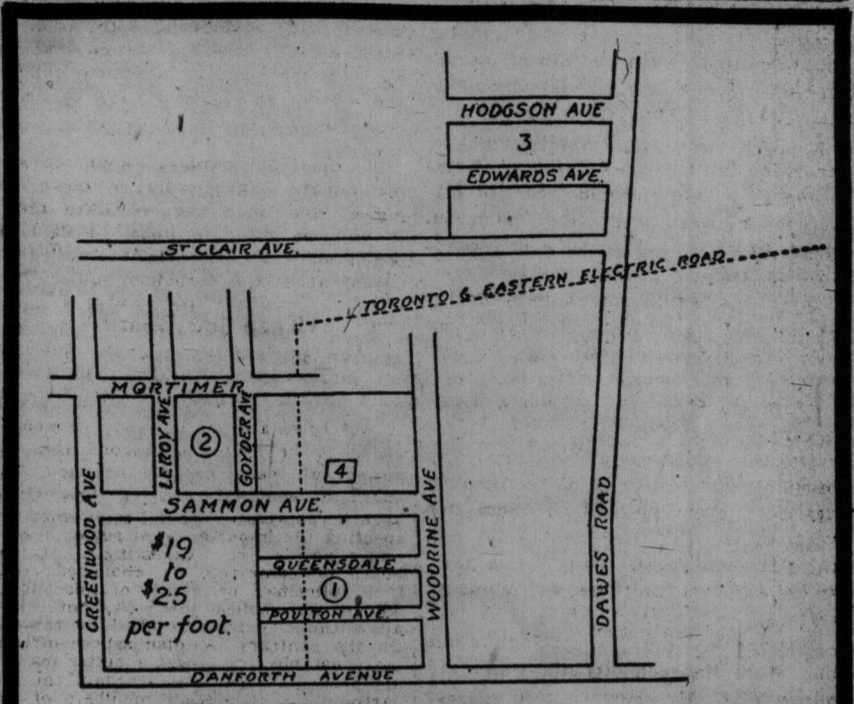 HODGSON AVE
3
EDWARDS AVE.
ST CLAIR AVE.
TORONTO & EASTERN ELECTRIC ROAD
MORTIMER
LEROY AVE
2
GOYDER AVE
4
SAMMON AVE.
GREENWOOD AVE
$19
to
$25
per foot.
QUEENSDALE
1
POULTON AVE.
WOODRINE AVE
DAWES ROAD
DANFORTH AVENUE